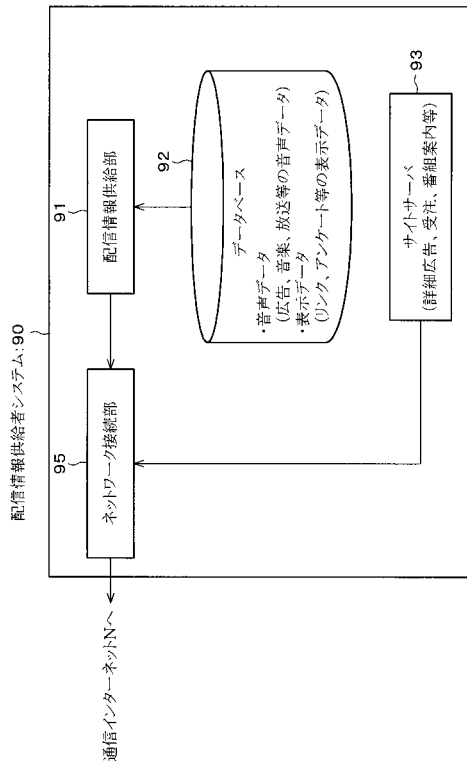 配信情報供給者システム:90
通信インターネットNへ
95
ネットワーク接続部
91
配信情報供給部
92
データベース
・音声データ
(広告、音楽、放送等の音声データ)
・表示データ
(リンク、アンケート等の表示データ)
93
サイトサーバ
(詳細広告、受注、番組案内等)